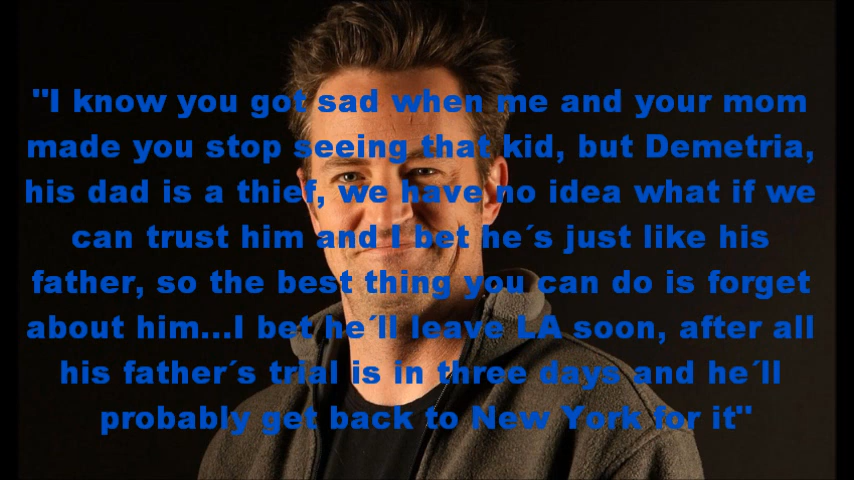 "I know you got sad when me and your mom
made you stop seeing that kid, but Demetria,
his dad is a thief, we have no idea what if we
can trust him and I bet he´s just like his
father, so the best thing you can do is forget
about him...I bet he´ll leave LA soon, after all
his father´s trial is in three days and he´ll
probably get back to New York for it"